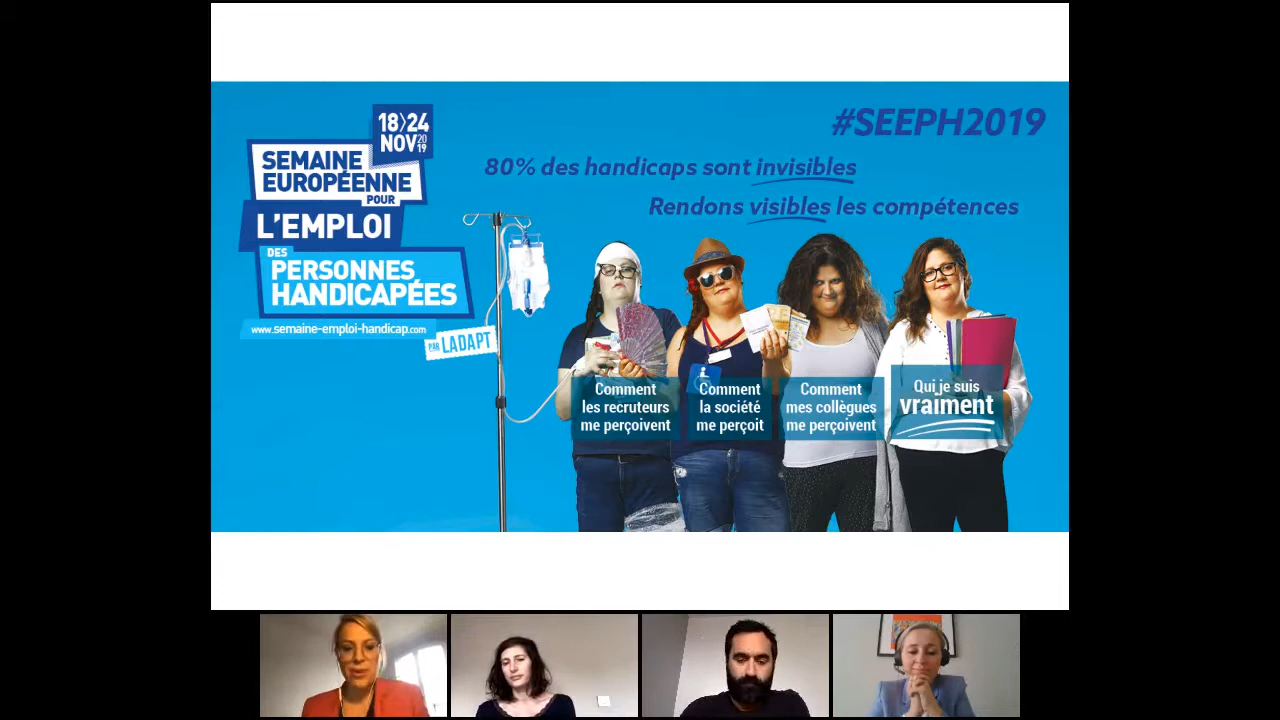 18>24
NOV2019
SEMAINE
EUROPÉENNE
POUR
L'EMPLOI
DES
PERSONNES
HANDICAPÉES
www.semaine-emploi-handicap.com
PAR LADAPT
#SEEPH2019
80% des handicaps sont invisibles
Rendons visibles les compétences
Comment
les recruteurs
me perçoivent
Comment
la société
me perçoit
Comment
mes collègues
me perçoivent
Qui je suis
vraiment